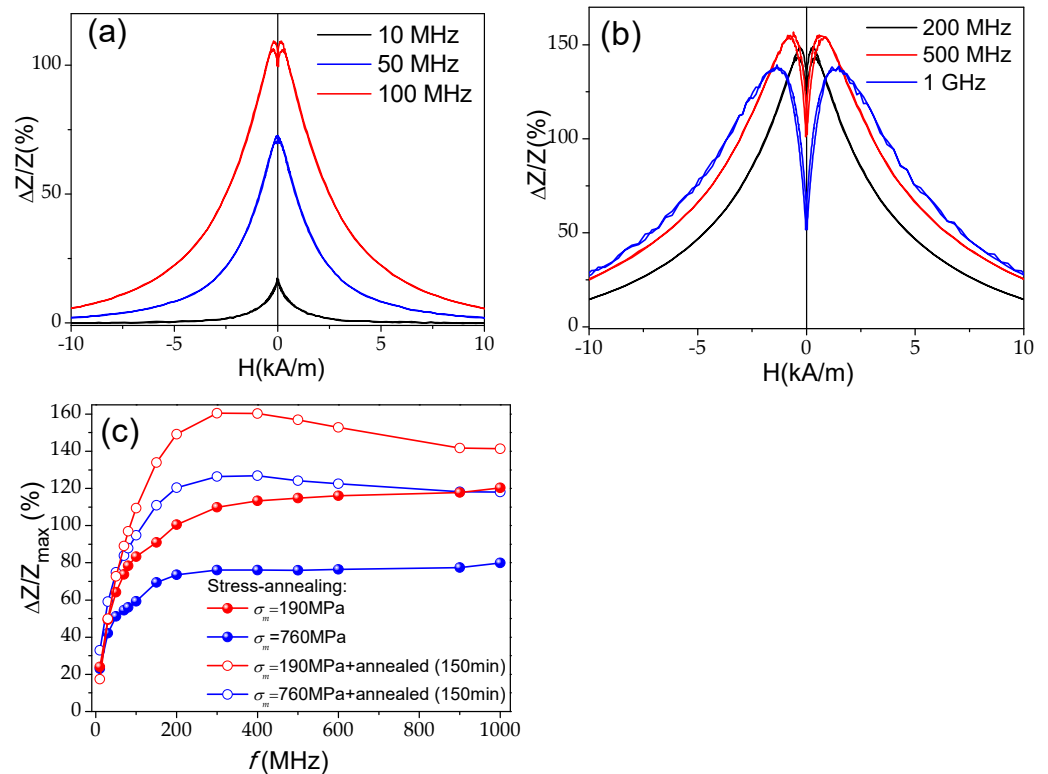 (a)
10 MHz
50 MHz
100 MHz
ΔZ/Z(%)
100
50
0
-10
-5
0
5
10
H(kA/m)
(b)
200 MHz
500 MHz
1 GHz
ΔZ/Z(%)
150
100
50
0
-10
-5
0
5
10
H(kA/m)
(c)
ΔZ/Zmax(%)
160
140
120
100
80
60
40
20
0
Stress-annealing:
σm=190MPa
σm=760MPa
σm=190MPa+annealed (150min)
σm=760MPa+annealed (150min)
0
200
400
600
800
1000
f(MHz)